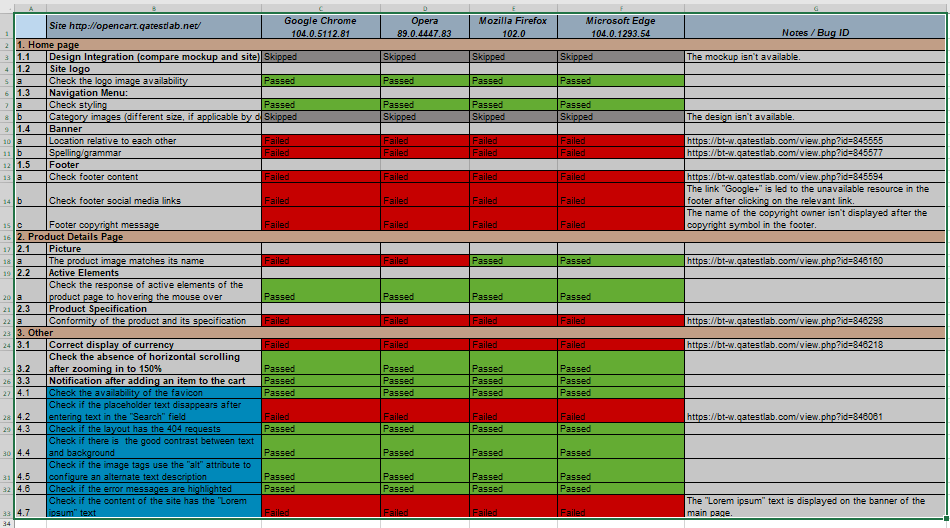 A B C D E F G
1 Site http://opencart.qatestlab.net/ Google Chrome 104.0.5112.81 Opera 89.0.4447.83 Mozilla Firefox 102.0 Microsoft Edge 104.0.1293.54 Notes / Bug ID
2 1. Home page
3 1.1 Design Integration (compare mockup and site) Skipped Skipped Skipped Skipped The mockup isn't available.
4 1.2 Site logo
5 a Check the logo image availability Passed Passed Passed Passed
6 1.3 Navigation Menu:
7 a Check styling Passed Passed Passed Passed
8 b Category images (different size, if applicable by d Skipped Skipped Skipped Skipped The design isn't available.
9 1.4 Banner
10 a Location relative to each other Failed Failed Failed Failed https://bt-w.qatestlab.com/view.php?id=845555
11 b Spelling/grammar Failed Failed Failed Failed https://bt-w.qatestlab.com/view.php?id=845577
12 1.5 Footer
13 a Check footer content Failed Failed Failed Failed https://bt-w.qatestlab.com/view.php?id=845594
14 b Check footer social media links Failed Failed Failed Failed The link "Google+" is led to the unavailable resource in the
footer after clicking on the relevant link.
15 c Footer copyright message Failed Failed Failed Failed The name of the copyright owner isn't displayed after the
copyright symbol in the footer.
16 2. Product Details Page
17 2.1 Picture
18 a The product image matches its name Failed Failed Passed Passed https://bt-w.qatestlab.com/view.php?id=846160
19 2.2 Active Elements
20 a Check the response of active elements of the
product page to hovering the mouse over Passed Passed Passed Passed
21 2.3 Product Specification
22 a Conformity of the product and its specification Failed Failed Failed Failed https://bt-w.qatestlab.com/view.php?id=846298
23 3. Other
24 3.1 Correct display of currency Failed Failed Failed Failed https://bt-w.qatestlab.com/view.php?id=846218
25 3.2 Check the absence of horizontal scrolling
after zooming in to 150% Passed Passed Passed Passed
26 3.3 Notification after adding an item to the cart Passed Passed Passed Passed
27 4.1 Check the availability of the favicon Passed Passed Passed Passed
28 4.2 Check if the placeholder text disappears after
entering text in the "Search" field Failed Failed Failed Failed https://bt-w.qatestlab.com/view.php?id=846061
29 4.3 Check if the layout has the 404 requests Passed Passed Passed Passed
30 4.4 Check if there is the good contrast between text
and background Passed Passed Passed Passed
31 4.5 Check if the image tags use the "alt" attribute to
configure an alternate text description Passed Passed Passed Passed
32 4.6 Check if the error messages are highlighted Passed Passed Passed Passed
33 4.7 Check if the content of the site has the "Lorem
ipsum" text Failed Failed Failed Failed The "Lorem ipsum" text is displayed on the banner of the
main page.
34